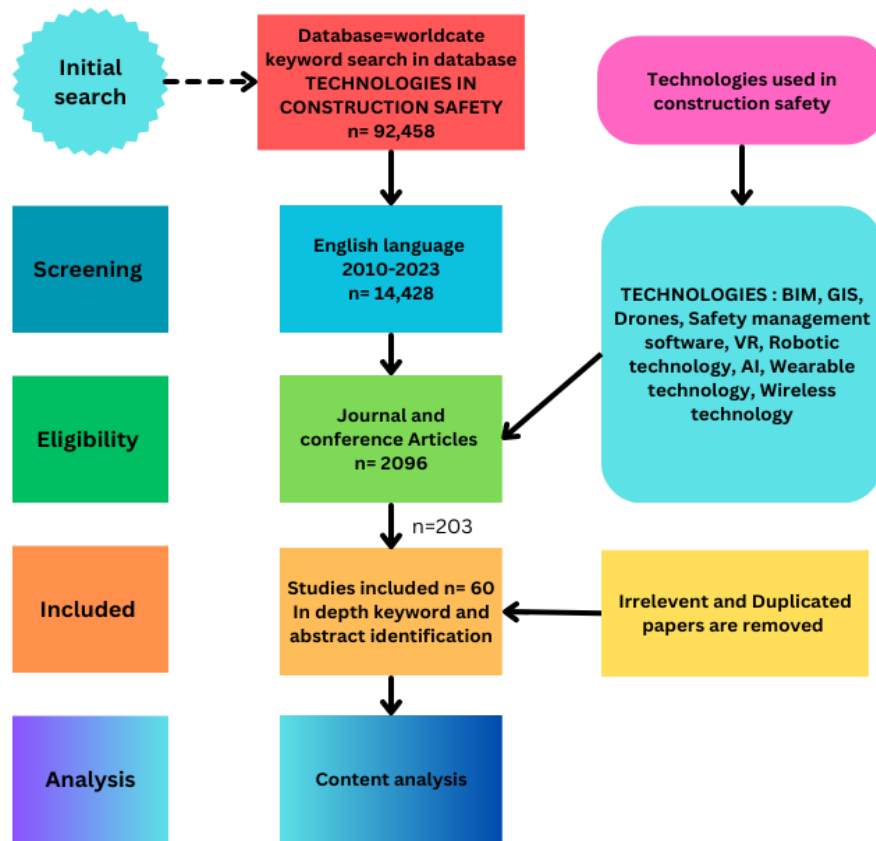 Initial
search
Database=worldcate
keyword search in database
TECHNOLOGIES IN
CONSTRUCTION SAFETY
n= 92,458
Technologies used in
construction safety
Screening
English language
2010-2023
n= 14,428
TECHNOLOGIES : BIM, GIS,
Drones, Safety management
software, VR, Robotic
technology, AI, Wearable
technology, Wireless
technology
Eligibility
Journal and
conference Articles
n= 2096
n=203
Included
Studies included n= 60
In depth keyword and
abstract identification
Irrelevent and Duplicated
papers are removed
Analysis
Content analysis